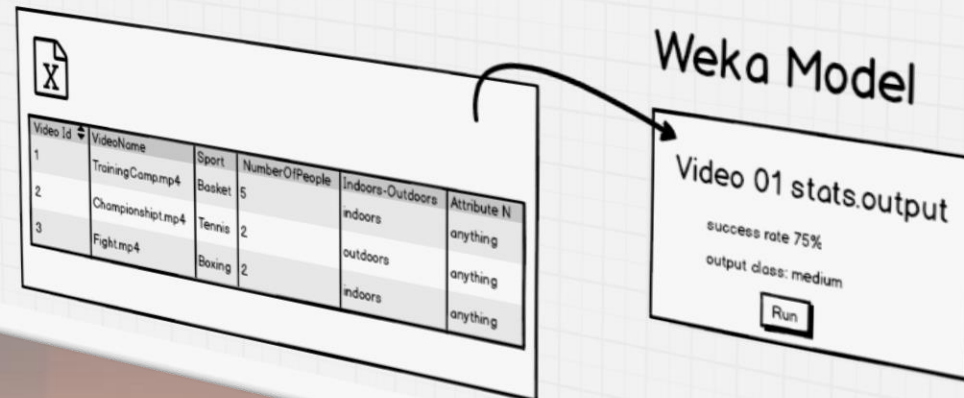 X
Video Id VideoName Sport NumberOfPeople Indoors-Outdoors Attribute N
1 TrainingCamp.mp4 Basket 5 indoors anything
2 Championshipt.mp4 Tennis 2 outdoors anything
3 Fight.mp4 Boxing 2 indoors anything
Weka Model
Video 01 stats.output
success rate 75%
output class: medium
Run